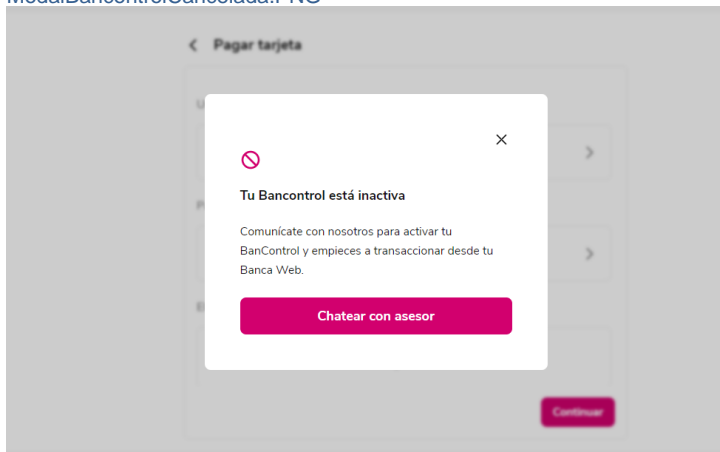 ModalBancontrolCancelada.PNG
Pagar tarjeta
Tu Bancontrol está inactiva
Comunícate con nosotros para activar tu
BanControl y empieces a transaccionar desde tu
Banca Web.
Chatear con asesor
Continuar